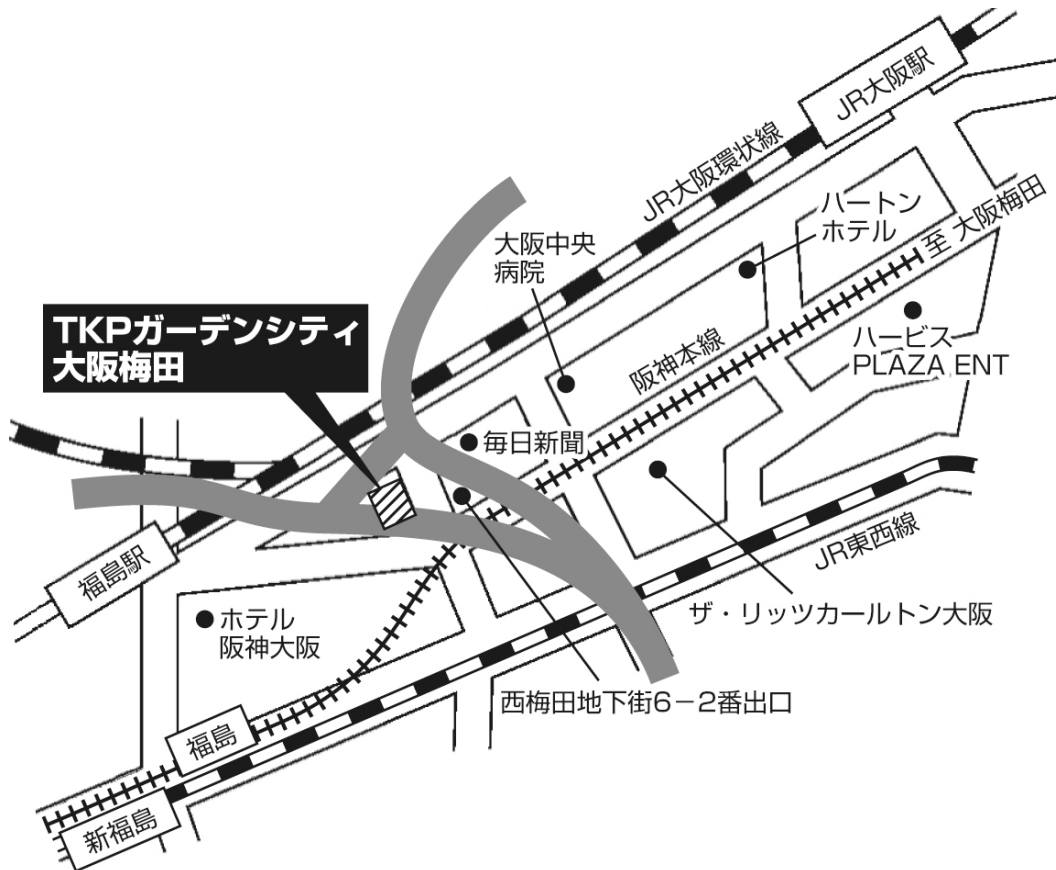 JR大阪駅
JR大阪環状線
ハートン
ホテル
至 大阪梅田
大阪中央
病院
TKPガーデンシティ
大阪梅田
阪神本線
ハービス
PLAZA ENT
毎日新聞
福島駅
JR東西線
ザ・リッツカールトン大阪
ホテル
阪神大阪
西梅田地下街6−2番出口
福島
新福島